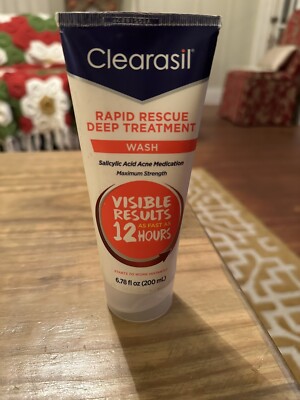 Clearasil®
RAPID RESCUE
DEEP TREATMENT
WASH
Salicylic Acid Acne Medication
Maximum Strength
VISIBLE
RESULTS
12 AS FAST AS
HOURS
6.78 fl oz (200 mL)